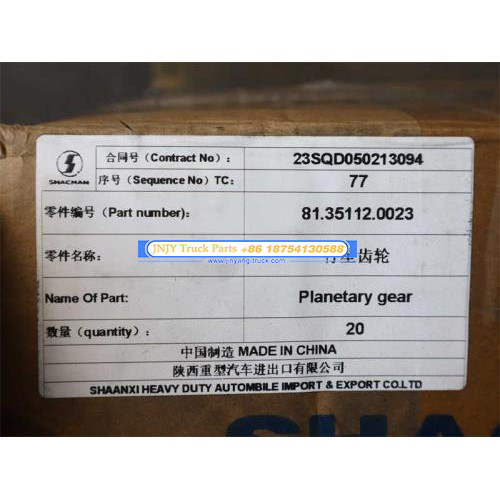 SHACMAN
合同号（Contract No）： 23SQD050213094
序号（Sequence No）TC: 77
零件编号（Part number）： 81.35112.0023
零件名称： 齿轮
JNJY Truck Parts +86 18754130588
www.jinyang-truck.com
Name Of Part: Planetary gear
数量（quantity）： 20
中国制造 MADE IN CHINA
陕西重型汽车进出口有限公司
SHAANXI HEAVY DUTY AUTOMBILE IMPORT & EXPORT CO.LTD